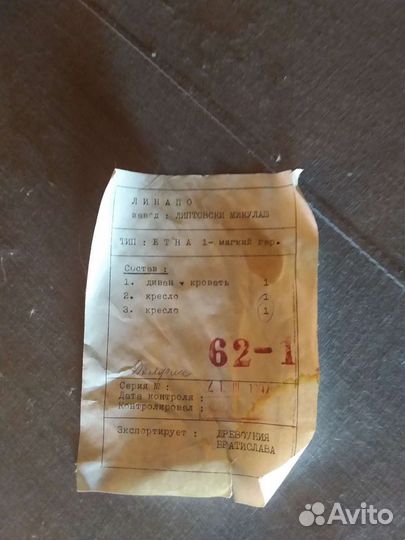 ЛИНАПО
завод : ЛИПТОВСКИ МИКУЛАШ
ТИП : ЕТНА 1- мягкий гар.
Состав :
1. диван - кровать 1
2. кресло 1
3. кресло 1
62-1
Серия № :
Дата контроля :
Контролировал :
Экспортирует : ДРЕВОУНИЯ
БРАТИСЛАВА
Avito